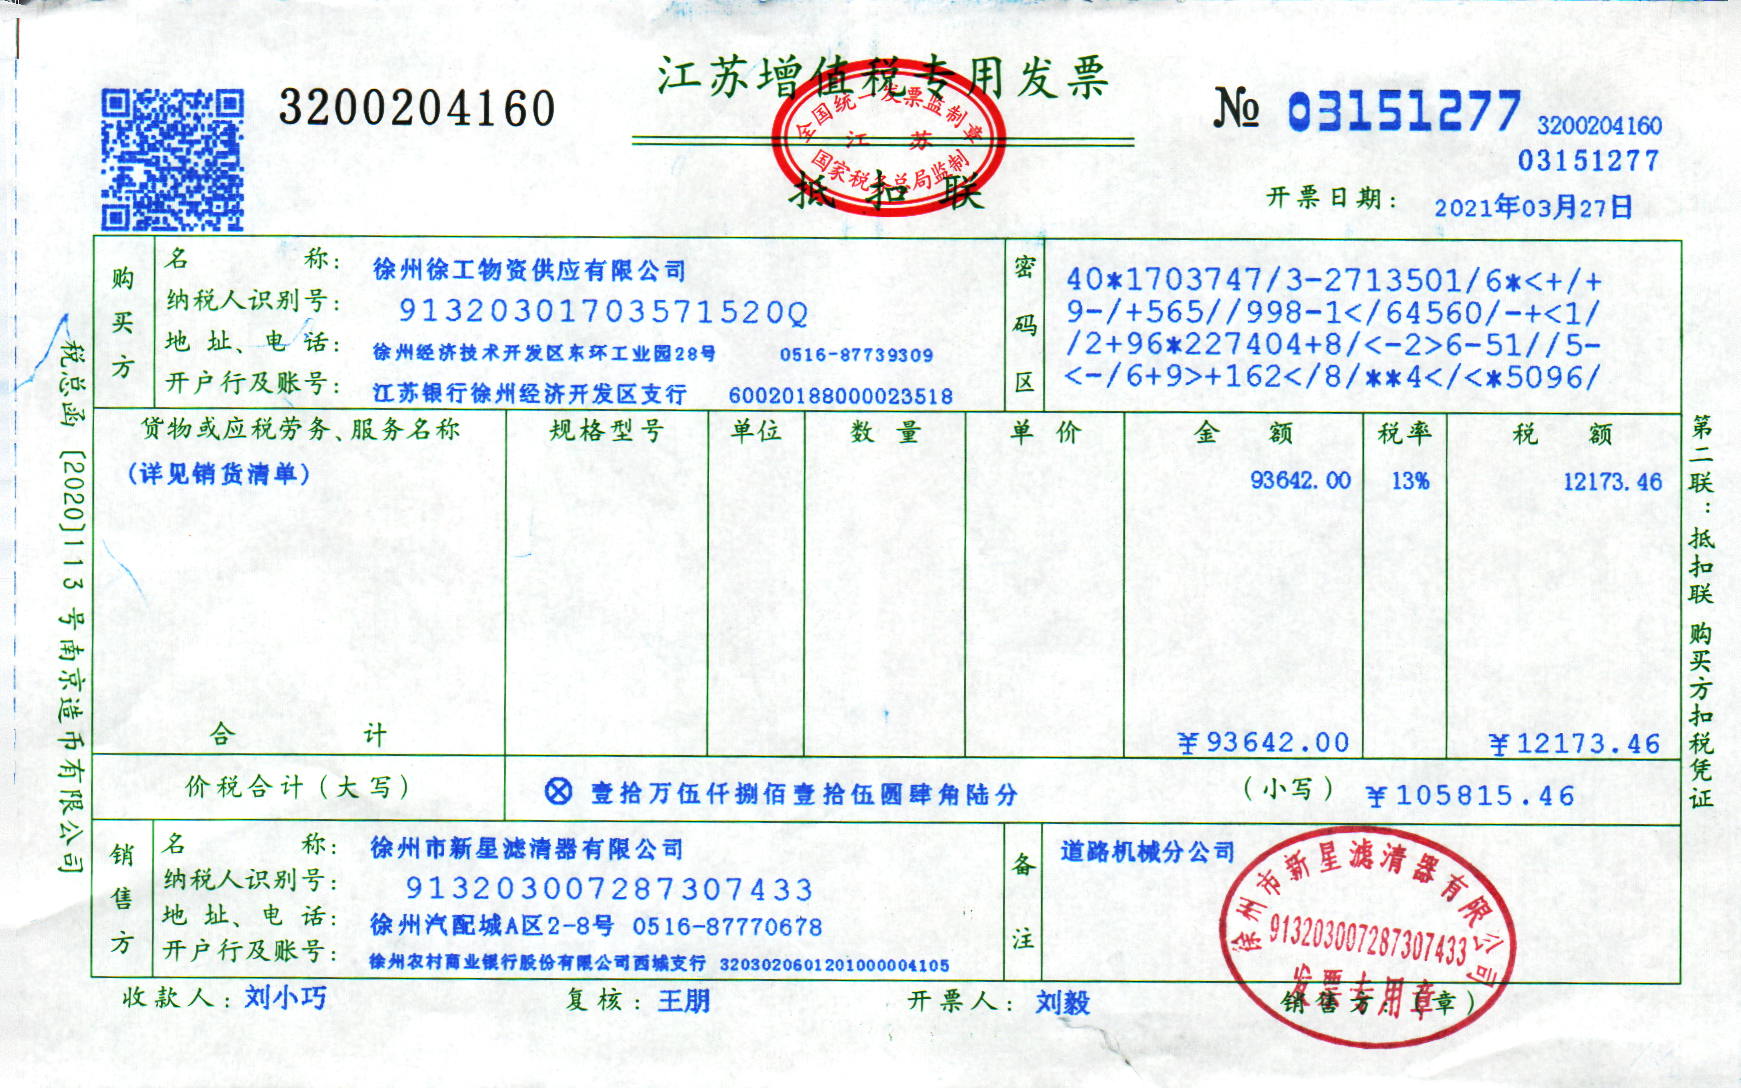 江苏增值税专用发票
3200204160
№ 03151277
3200204160
03151277
全国统一发票监制章
江 苏
国家税务总局监制
抵扣联
开票日期: 2021年03月27日
购买方
名 称: 徐州徐工物资供应有限公司
纳税人识别号: 91320301703571520Q
地址、电话: 徐州经济技术开发区东环工业园28号 0516-87739309
开户行及账号: 江苏银行徐州经济开发区支行 60020188000023518
密码区
40*1703747/3-2713501/6*<+/+
9-/+565//998-1</64560/-+<1/
/2+96*227404+8/<-2>6-51//5-
<-/6+9>+162</8/**4</<*5096/
货物或应税劳务、服务名称 规格型号 单位 数量 单价 金额 税率 税额
(详见销货清单) 93642.00 13% 12173.46
合计 ¥93642.00 ¥12173.46
价税合计(大写) ⊗ 壹拾万伍仟捌佰壹拾伍圆肆角陆分 (小写) ¥105815.46
销售方
名 称: 徐州市新星滤清器有限公司
纳税人识别号: 913203007287307433
地址、电话: 徐州汽配城A区2-8号 0516-87770678
开户行及账号: 徐州农村商业银行股份有限公司西城支行 3203020601201000004105
备注
道路机械分公司
徐州市新星滤清器有限公司
913203007287307433
发票专用章
收款人: 刘小巧 复核: 王朋 开票人: 刘毅 销售方:(章)
税总函[2020]113号南京造币有限公司
第二联:抵扣联 购买方扣税凭证